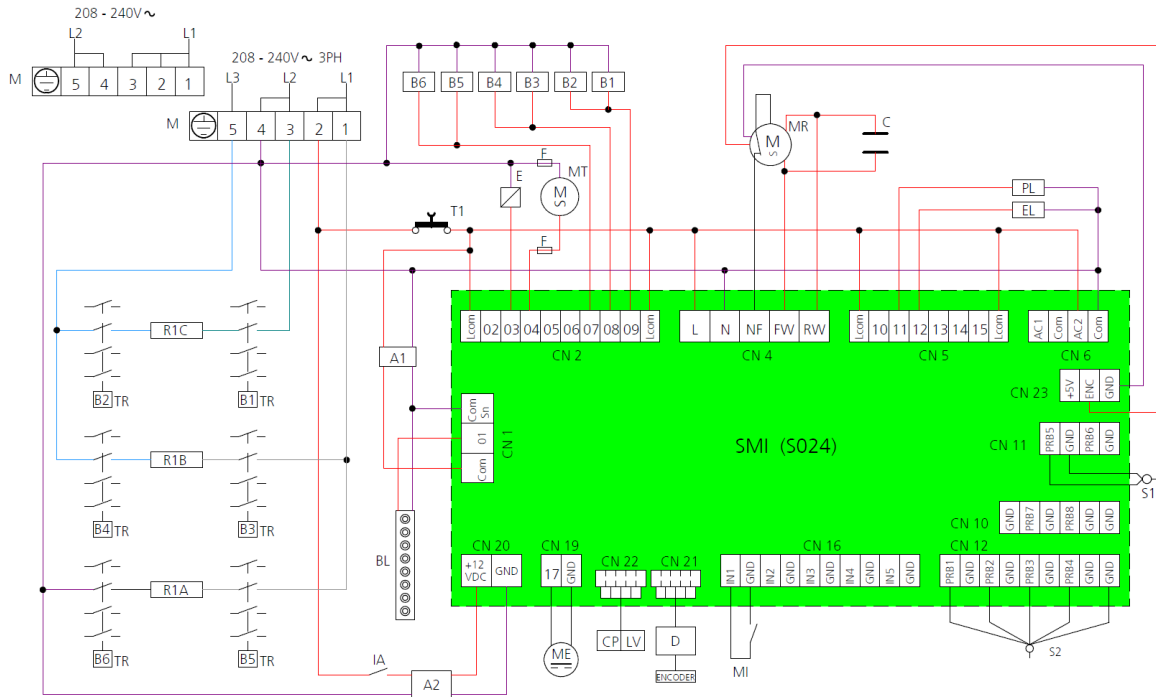 208 - 240V ~
L2 L1
M 5 4 3 2 1
208 - 240V ~ 3PH
L3 L2 L1
M 5 4 3 2 1
B6 B5 B4 B3 B2 B1
E F MT
M S
F
T1
MR
M S
C
PL
EL
Lcom 02 03 04 05 06 07 08 09 Lcom
CN 2
L N NF FW RW
CN 4
Lcom 10 11 12 13 14 15 Lcom
CN 5
AC1 Com AC2 Com
CN 6
A1
Com Sn 01 Com
CN 1
CN 23
+5V ENC GND
CN 11
PRB5 GND PRB6 GND
S1
SMI (S024)
R1C
B2 TR B1 TR
R1B
B4 TR B3 TR
R1A
B6 TR B5 TR
BL
CN 10
GND PRB7 GND PRB8 GND GND
CN 20
+12 VDC GND
CN 19
17 GND
CN 22
CN 21
CN 16
IN1 GND IN2 GND IN3 GND IN4 GND IN5 GND
CN 12
PRB1 GND PRB2 GND PRB3 GND PRB4 GND GND
CP LV
D
ENCODER
ME
MI
S2
IA
A2